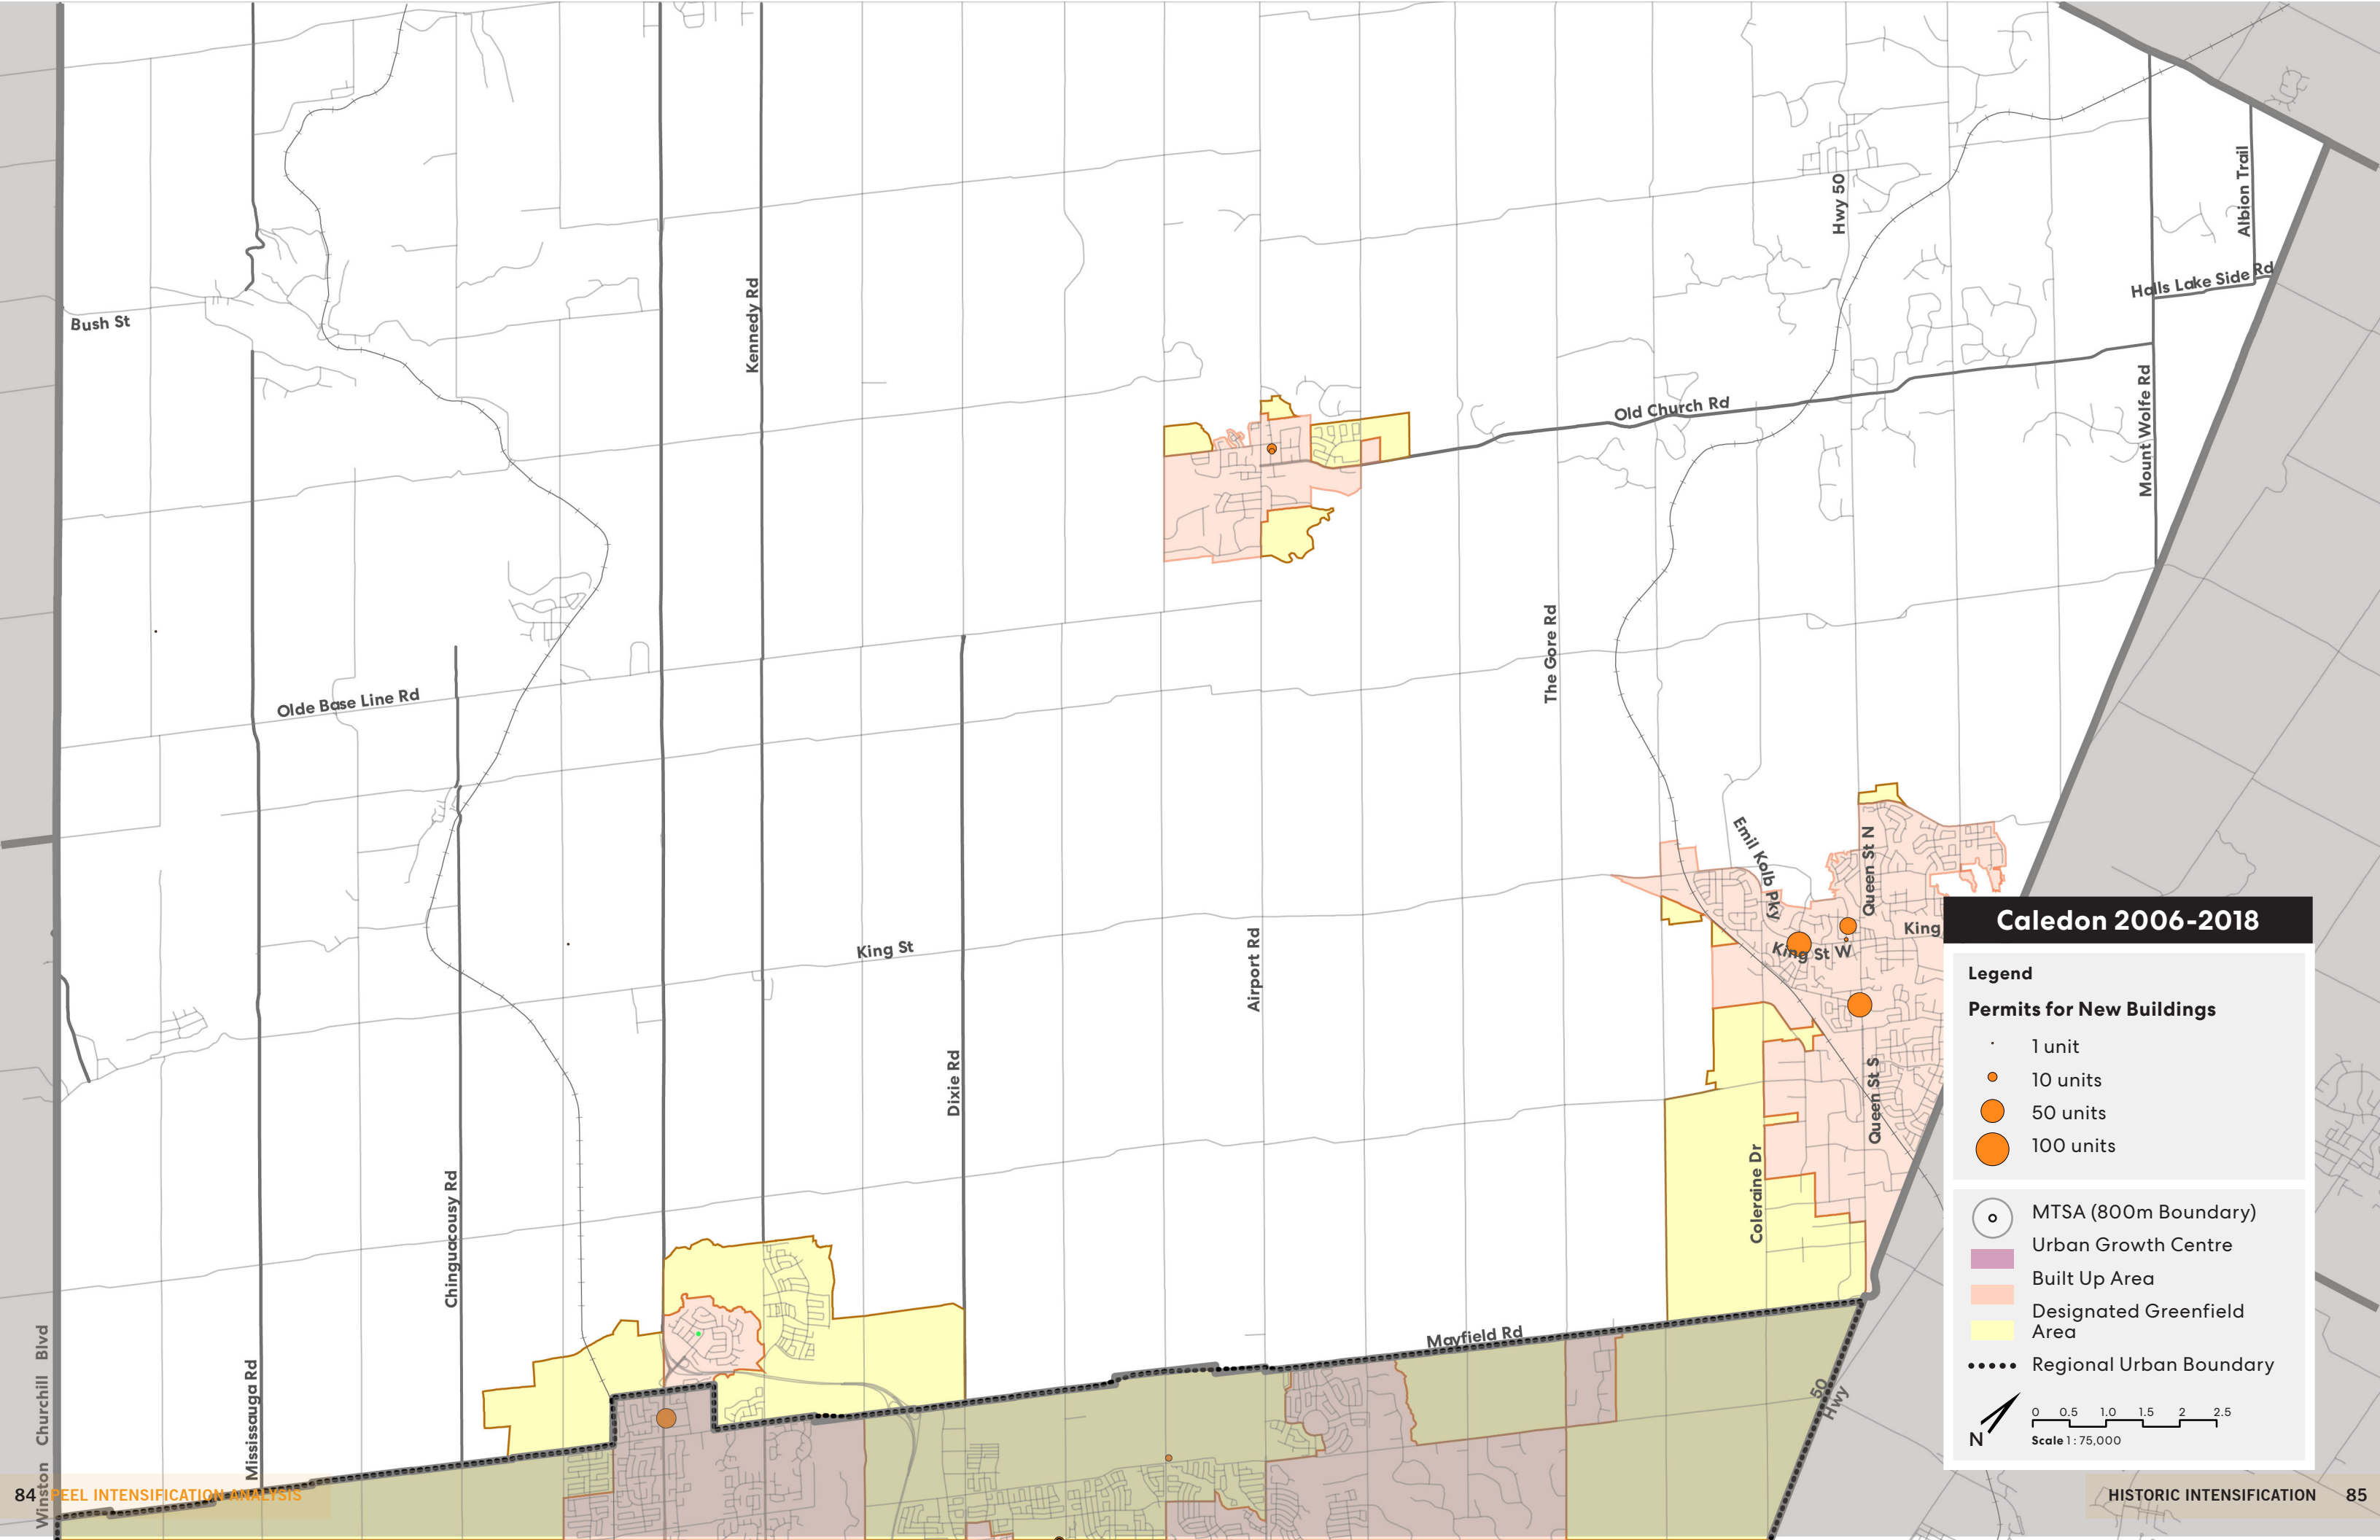 Hwy 50
Albion Trail
Halls Lake Side Rd
Bush St
Kennedy Rd
Old Church Rd
Mount Wolfe Rd
The Gore Rd
Olde Base Line Rd
Emil Kolb Pky
Queen St N
King
King St W
King St
Airport Rd
Dixie Rd
Queen St S
Coleraine Dr
Chinguacousy Rd
Mayfield Rd
Mississauga Rd
Winston Churchill Blvd
50
Hwy
Caledon 2006-2018
Legend
Permits for New Buildings
1 unit
10 units
50 units
100 units
MTSA (800m Boundary)
Urban Growth Centre
Built Up Area
Designated Greenfield
Area
Regional Urban Boundary
N
0 0.5 1.0 1.5 2 2.5
Scale 1 : 75,000
84 PEEL INTENSIFICATION ANALYSIS
HISTORIC INTENSIFICATION 85